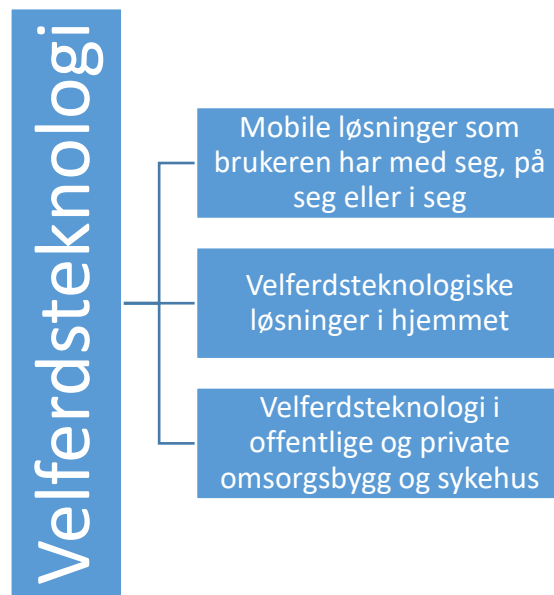 Velferdsteknologi
Mobile løsninger som
brukeren har med seg, på
seg eller i seg
Velferdsteknologiske
løsninger i hjemmet
Velferdsteknologi i
offentlige og private
omsorgsbygg og sykehus